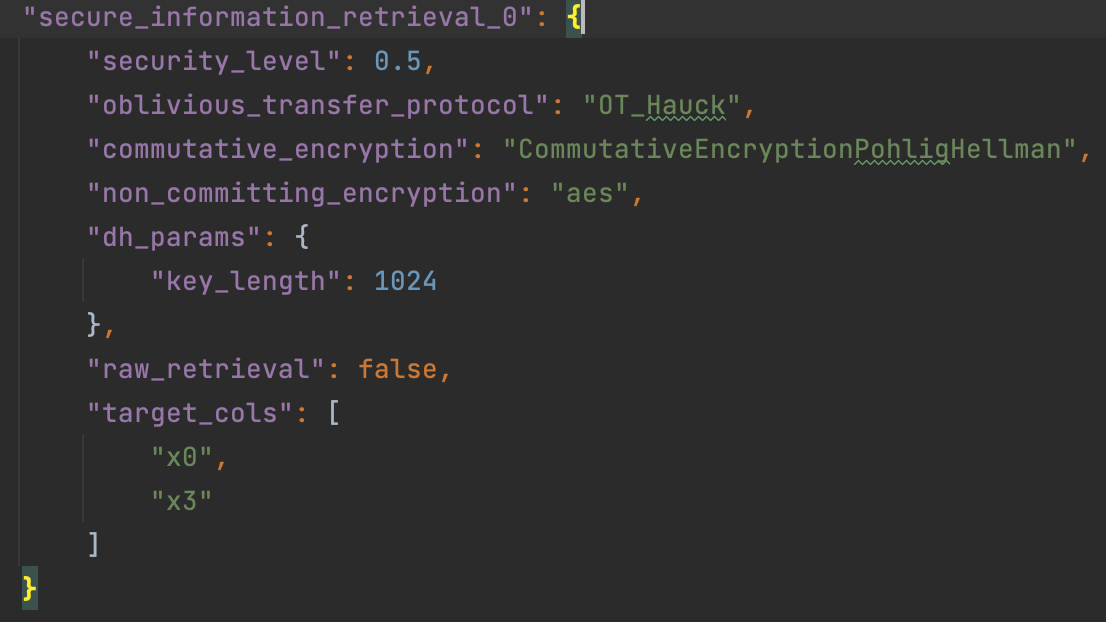 "secure_information_retrieval_0": {
    "security_level": 0.5,
    "oblivious_transfer_protocol": "OT_Hauck",
    "commutative_encryption": "CommutativeEncryptionPohligHellman",
    "non_committing_encryption": "aes",
    "dh_params": {
        "key_length": 1024
    },
    "raw_retrieval": false,
    "target_cols": [
        "x0",
        "x3"
    ]
}